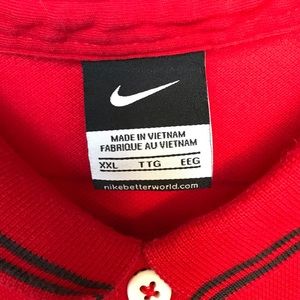 MADE IN VIETNAM
FABRIQUE AU VIETNAM
XXL TTG EEG
nikebetterworld.com